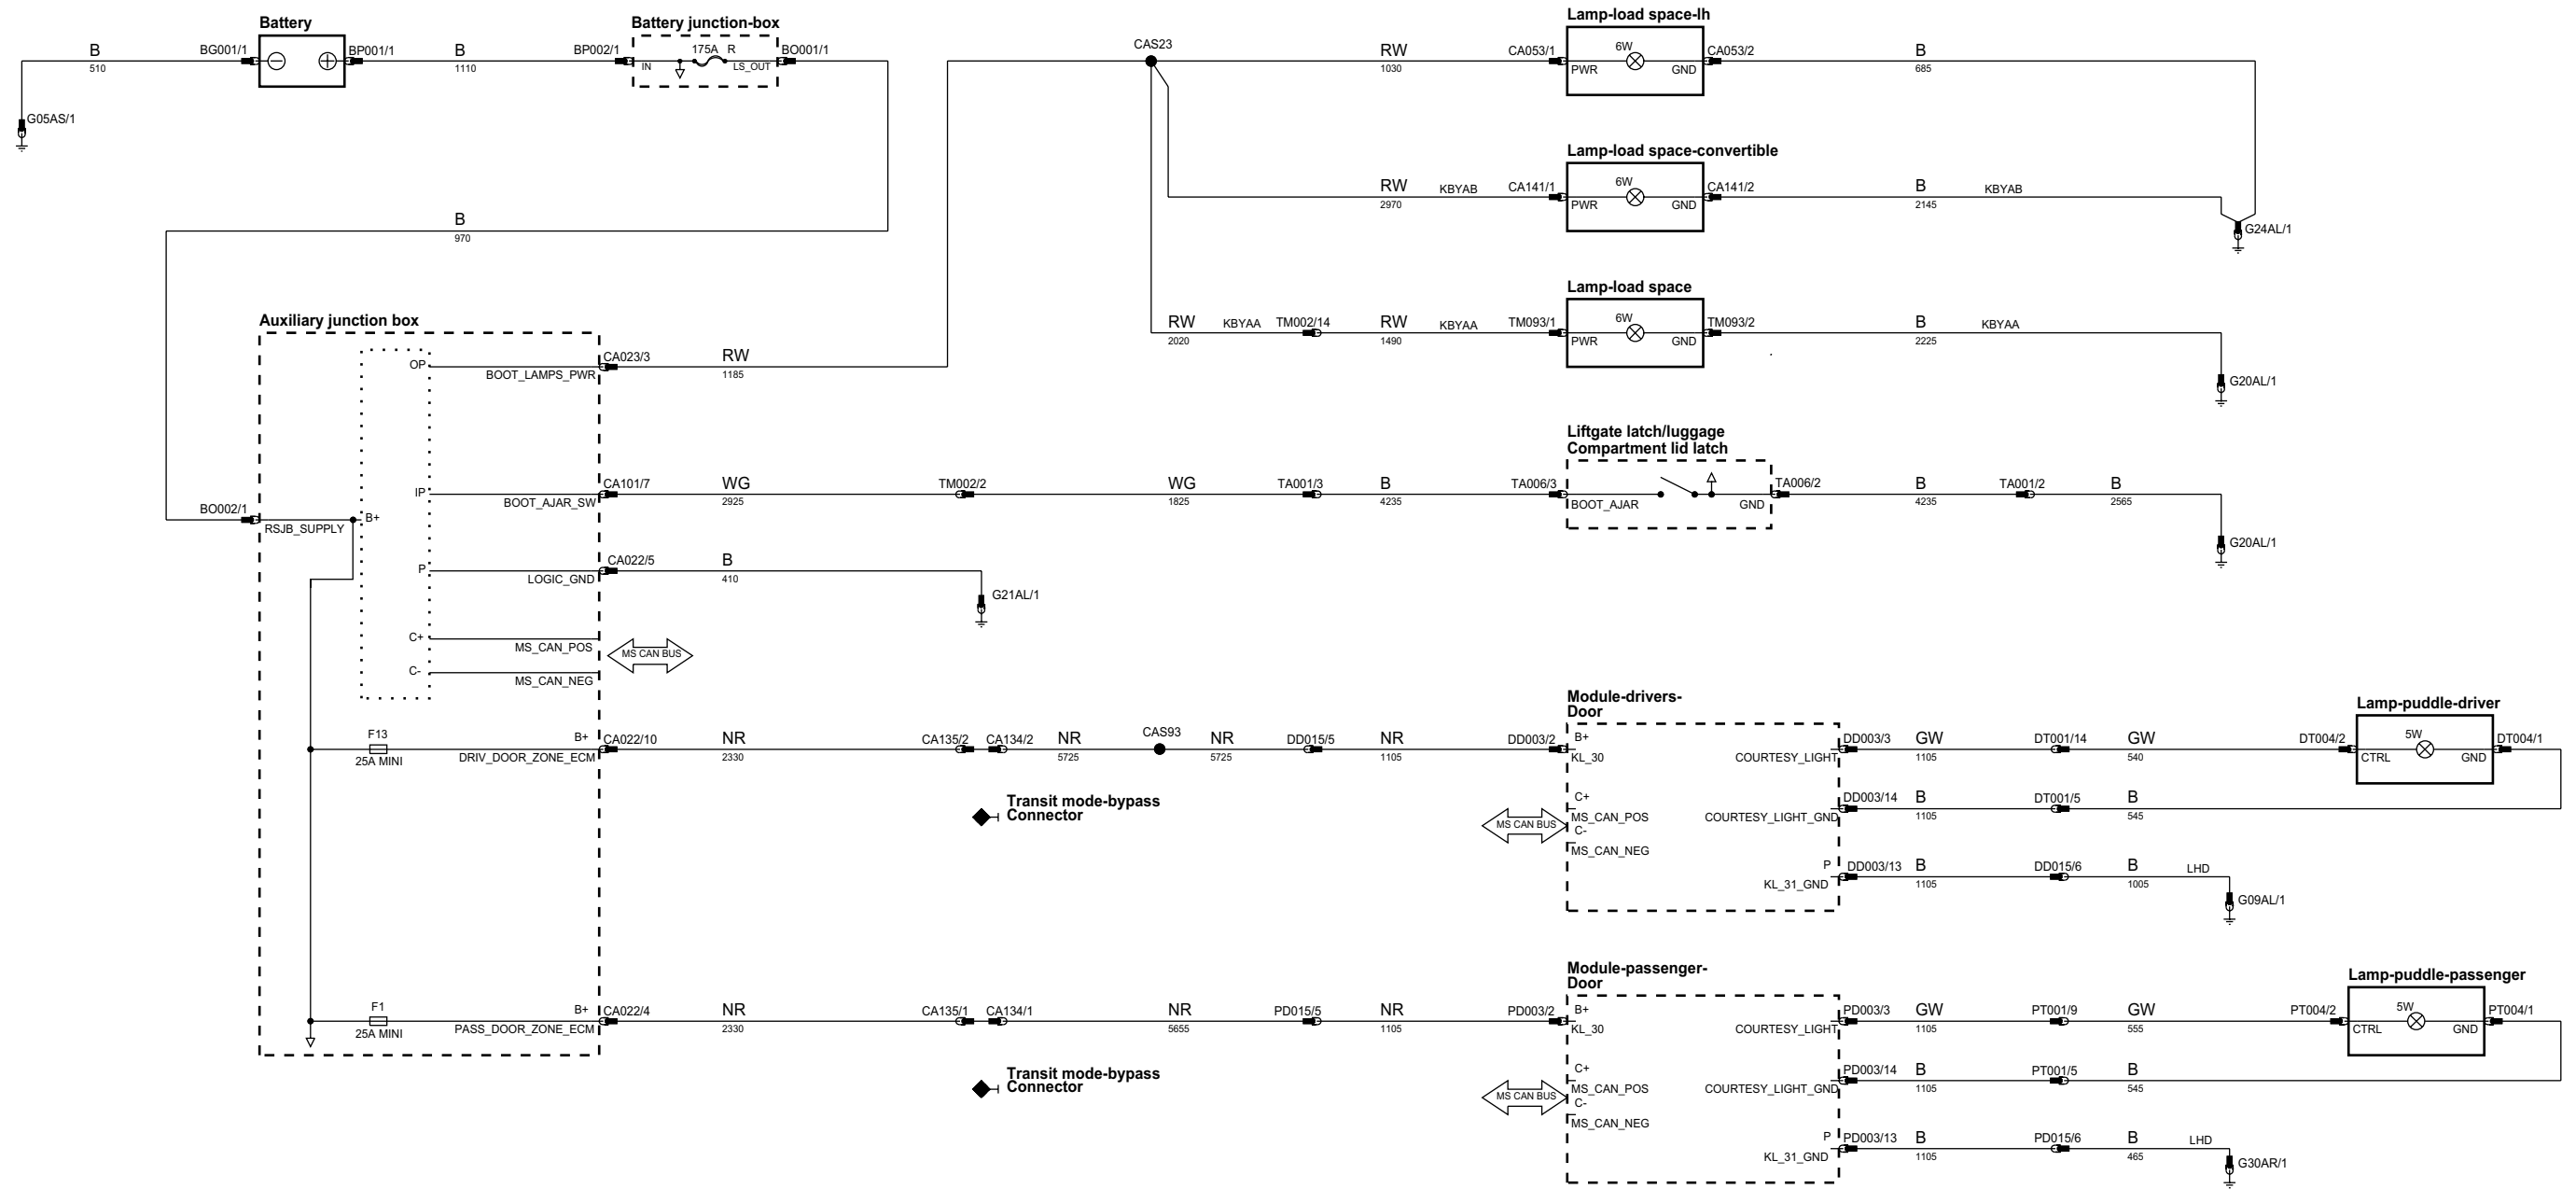 Battery
Battery junction-box
Lamp-load space-lh
B
510
BG001/1
BP001/1
B
1110
BP002/1
175A R
IN
LS_OUT
BO001/1
CAS23
RW
1030
CA053/1
6W
PWR
GND
CA053/2
B
685
G05AS/1
Lamp-load space-convertible
RW
2970
KBYAB
CA141/1
6W
PWR
GND
CA141/2
B
2145
KBYAB
G24AL/1
B
970
Lamp-load space
RW
2020
KBYAA
TM002/14
RW
1490
KBYAA
TM093/1
6W
PWR
GND
TM093/2
B
2225
KBYAA
G20AL/1
Auxiliary junction box
OP
BOOT_LAMPS_PWR
CA023/3
RW
1185
Liftgate latch/luggage
Compartment lid latch
IP
BOOT_AJAR_SW
CA101/7
WG
2925
TM002/2
WG
1825
TA001/3
B
4235
TA006/3
BOOT_AJAR
GND
TA006/2
B
4235
TA001/2
B
2565
G20AL/1
BO002/1
RSJB_SUPPLY
B+
P
LOGIC_GND
CA022/5
B
410
G21AL/1
C+
MS_CAN_POS
MS CAN BUS
C-
MS_CAN_NEG
Module-drivers-
Door
Lamp-puddle-driver
F13
25A MINI
B+
DRIV_DOOR_ZONE_ECM
CA022/10
NR
2330
CA135/2
CA134/2
NR
5725
CAS93
NR
5725
DD015/5
NR
1105
DD003/2
B+
KL_30
COURTESY_LIGHT
DD003/3
GW
1105
DT001/14
GW
540
DT004/2
5W
CTRL
GND
DT004/1
Transit mode-bypass
Connector
MS CAN BUS
C+
MS_CAN_POS
C-
MS_CAN_NEG
COURTESY_LIGHT_GND
DD003/14
B
1105
DT001/5
B
545
P
KL_31_GND
DD003/13
B
1105
DD015/6
B
1005
LHD
G09AL/1
Module-passenger-
Door
Lamp-puddle-passenger
F1
25A MINI
B+
PASS_DOOR_ZONE_ECM
CA022/4
NR
2330
CA135/1
CA134/1
NR
5655
PD015/5
NR
1105
PD003/2
B+
KL_30
COURTESY_LIGHT
PD003/3
GW
1105
PT001/9
GW
555
PT004/2
5W
CTRL
GND
PT004/1
Transit mode-bypass
Connector
MS CAN BUS
C+
MS_CAN_POS
C-
MS_CAN_NEG
COURTESY_LIGHT_GND
PD003/14
B
1105
PT001/5
B
545
P
KL_31_GND
PD003/13
B
1105
PD015/6
B
465
LHD
G30AR/1